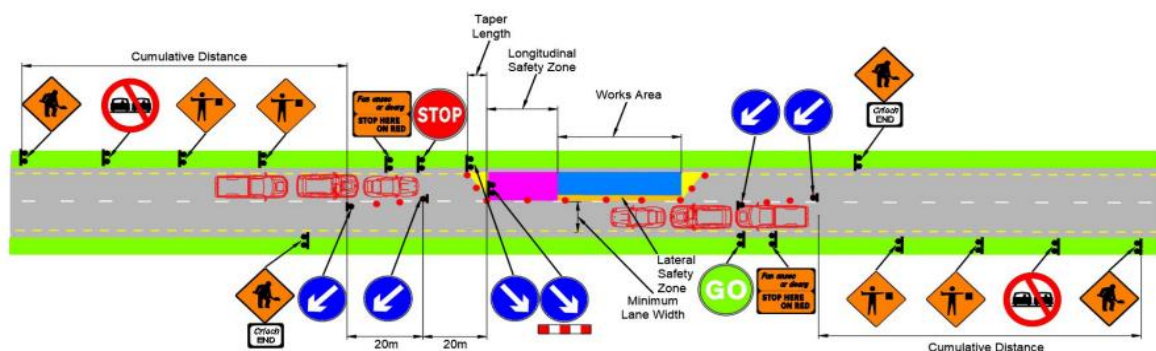 Taper
Length
Longitudinal
Safety Zone
Cumulative Distance
Works Area
Fan anseo
ar dearg
STOP HERE
ON RED
STOP
Críoch
END
Críoch
END
20m
20m
Lateral
Safety
Zone
Minimum
Lane Width
GO
Fan anseo
ar dearg
STOP HERE
ON RED
Cumulative Distance